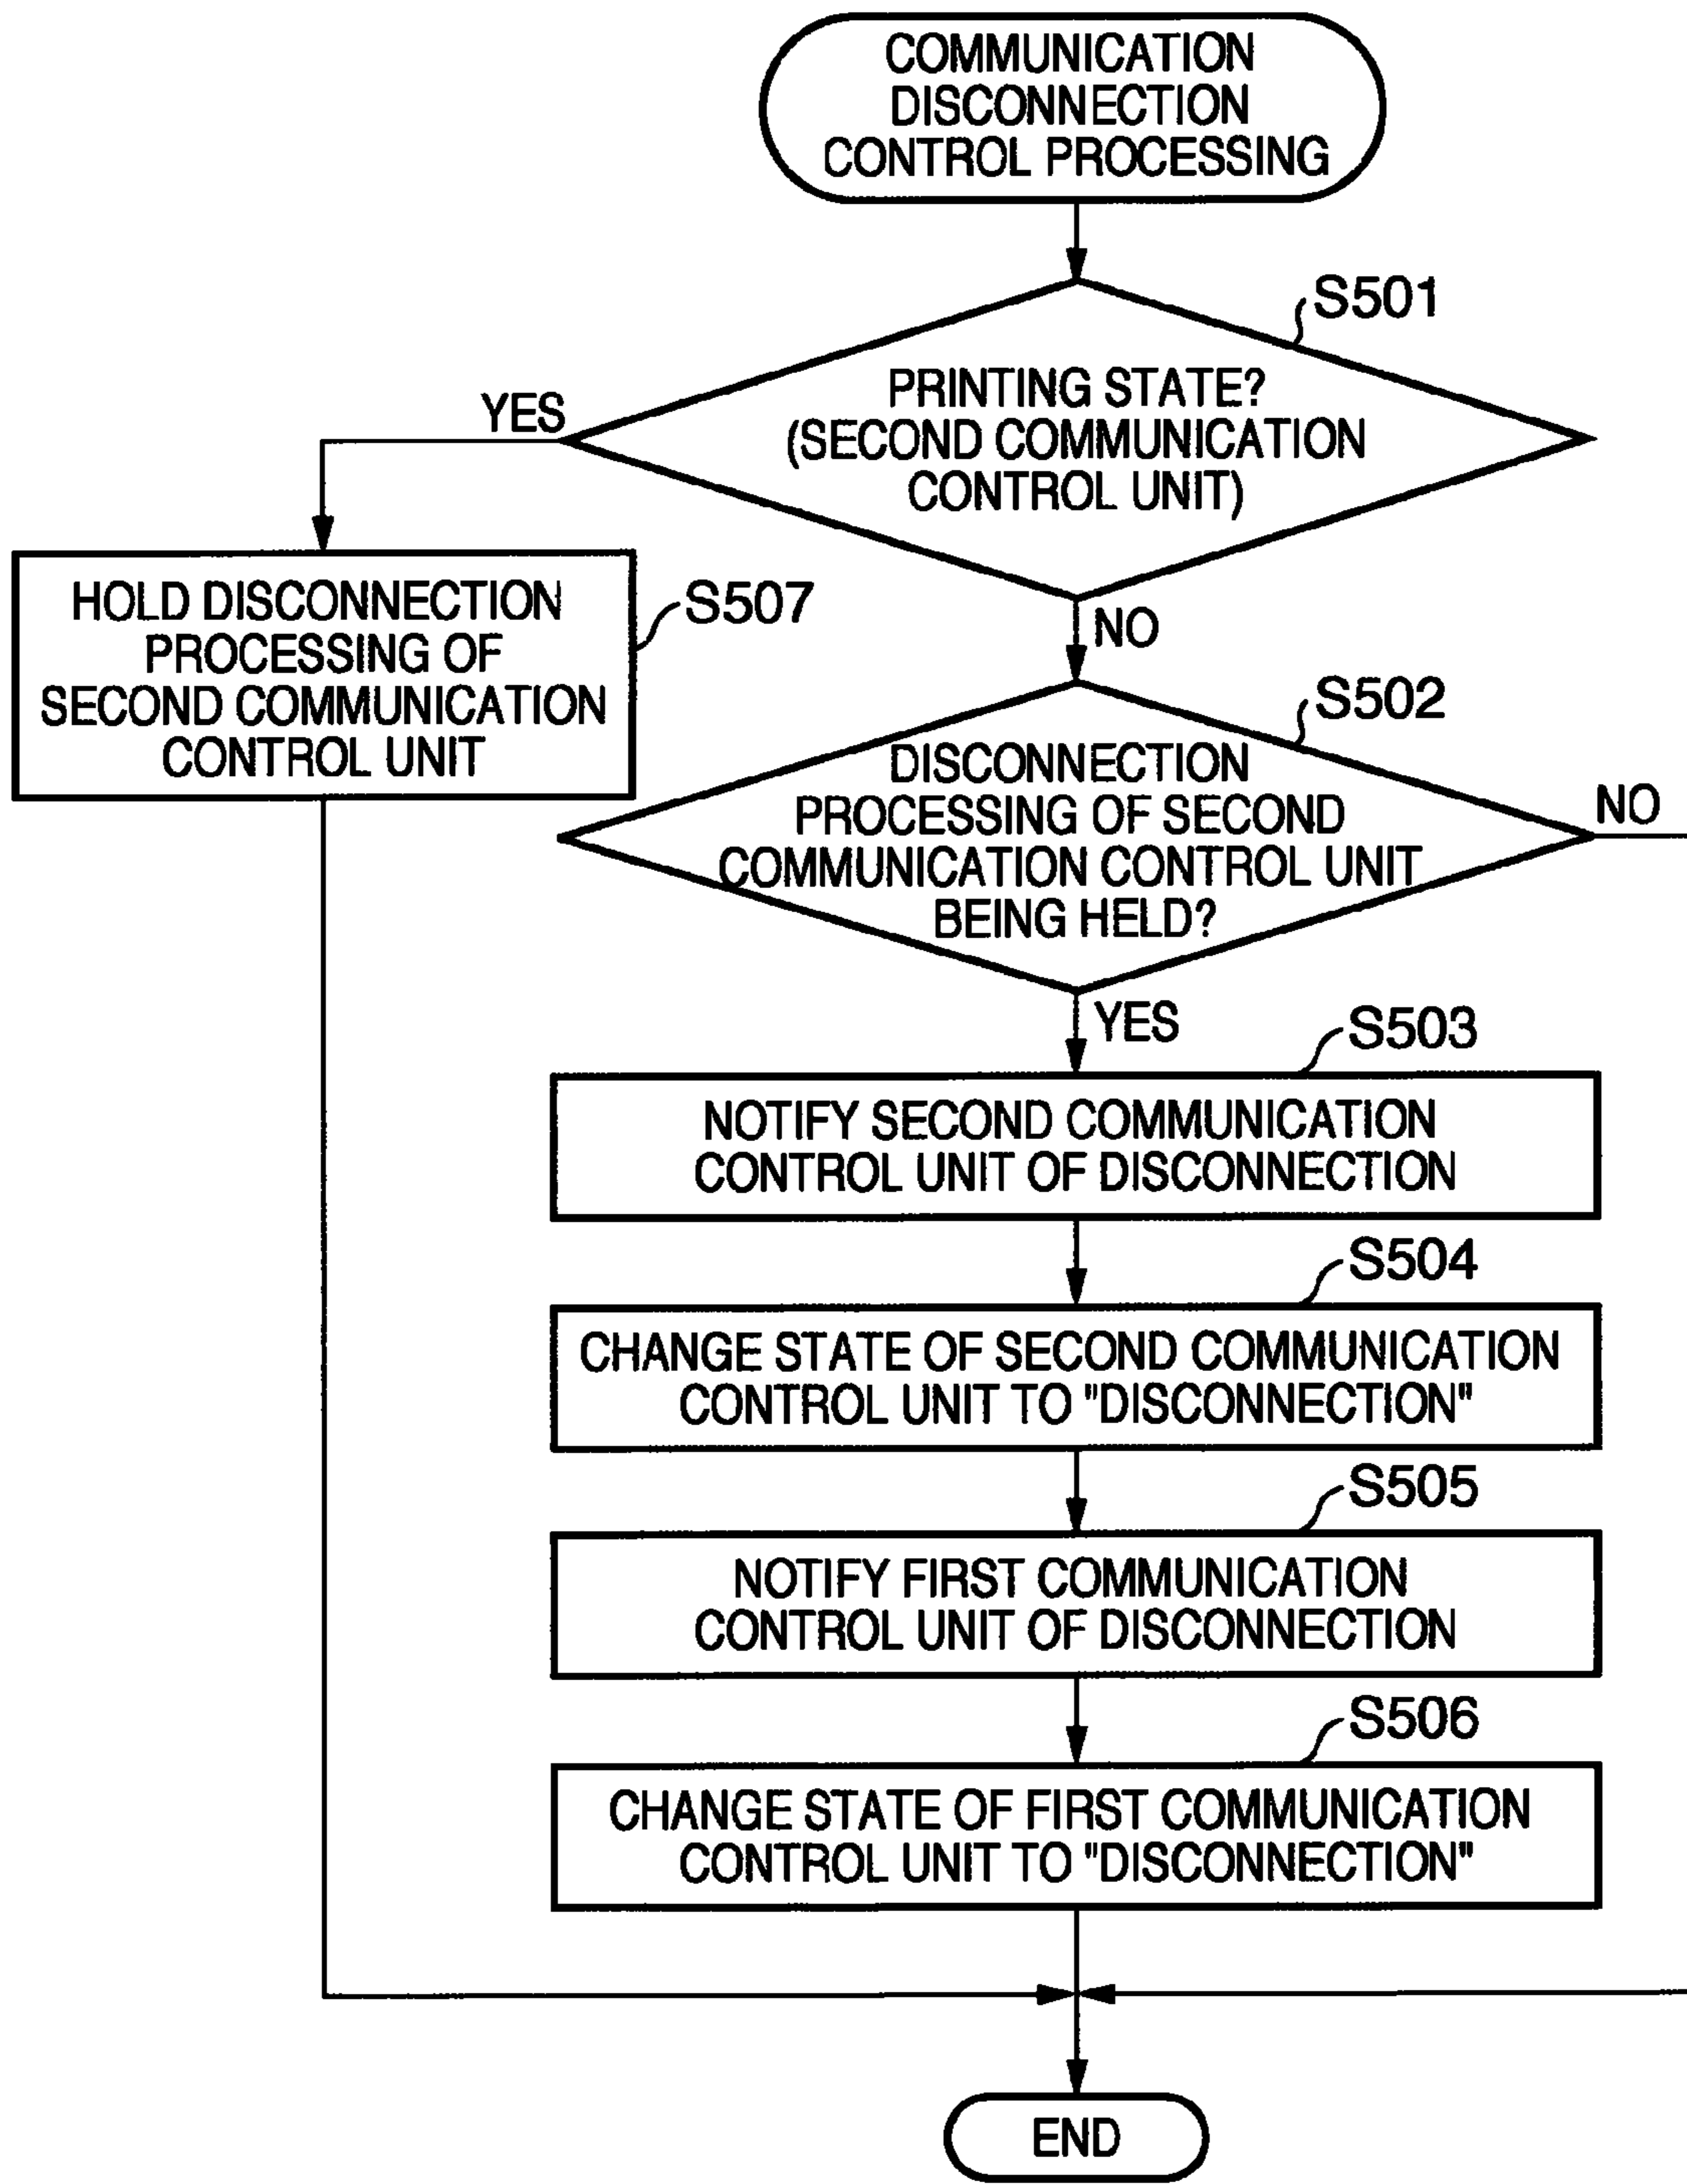 COMMUNICATION
DISCONNECTION
CONTROL PROCESSING
S501
PRINTING STATE?
(SECOND COMMUNICATION
CONTROL UNIT)
YES
NO
HOLD DISCONNECTION
PROCESSING OF
SECOND COMMUNICATION
CONTROL UNIT
S507
S502
DISCONNECTION
PROCESSING OF SECOND
COMMUNICATION CONTROL UNIT
BEING HELD?
NO
YES
S503
NOTIFY SECOND COMMUNICATION
CONTROL UNIT OF DISCONNECTION
S504
CHANGE STATE OF SECOND COMMUNICATION
CONTROL UNIT TO "DISCONNECTION"
S505
NOTIFY FIRST COMMUNICATION
CONTROL UNIT OF DISCONNECTION
S506
CHANGE STATE OF FIRST COMMUNICATION
CONTROL UNIT TO "DISCONNECTION"
END